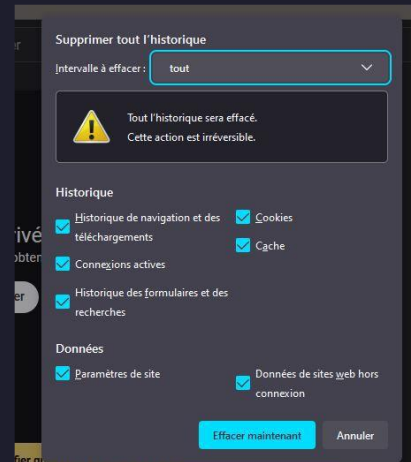 Supprimer tout l'historique
Intervalle à effacer : tout
Tout l'historique sera effacé.
Cette action est irréversible.
Historique
Historique de navigation et des
téléchargements
Cookies
Cache
Connexions actives
Historique des formulaires et des
recherches
Données
Paramètres de site
Données de sites web hors
connexion
Effacer maintenant Annuler